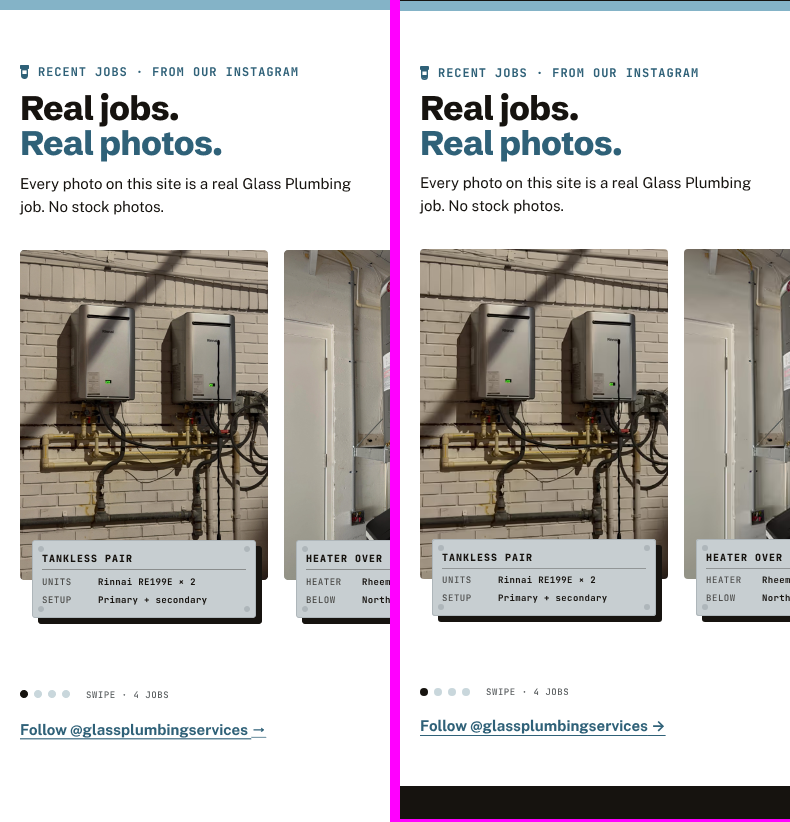 RECENT JOBS · FROM OUR INSTAGRAM
Real jobs.
Real photos.
Every photo on this site is a real Glass Plumbing
job. No stock photos.
TANKLESS PAIR
UNITS Rinnai RE199E × 2
SETUP Primary + secondary
HEATER OVER
HEATER Rheem
BELOW North
SWIPE · 4 JOBS
Follow @glassplumbingservices →
RECENT JOBS · FROM OUR INSTAGRAM
Real jobs.
Real photos.
Every photo on this site is a real Glass Plumbing
job. No stock photos.
TANKLESS PAIR
UNITS Rinnai RE199E × 2
SETUP Primary + secondary
HEATER OVER
HEATER Rheem
BELOW North
SWIPE · 4 JOBS
Follow @glassplumbingservices →